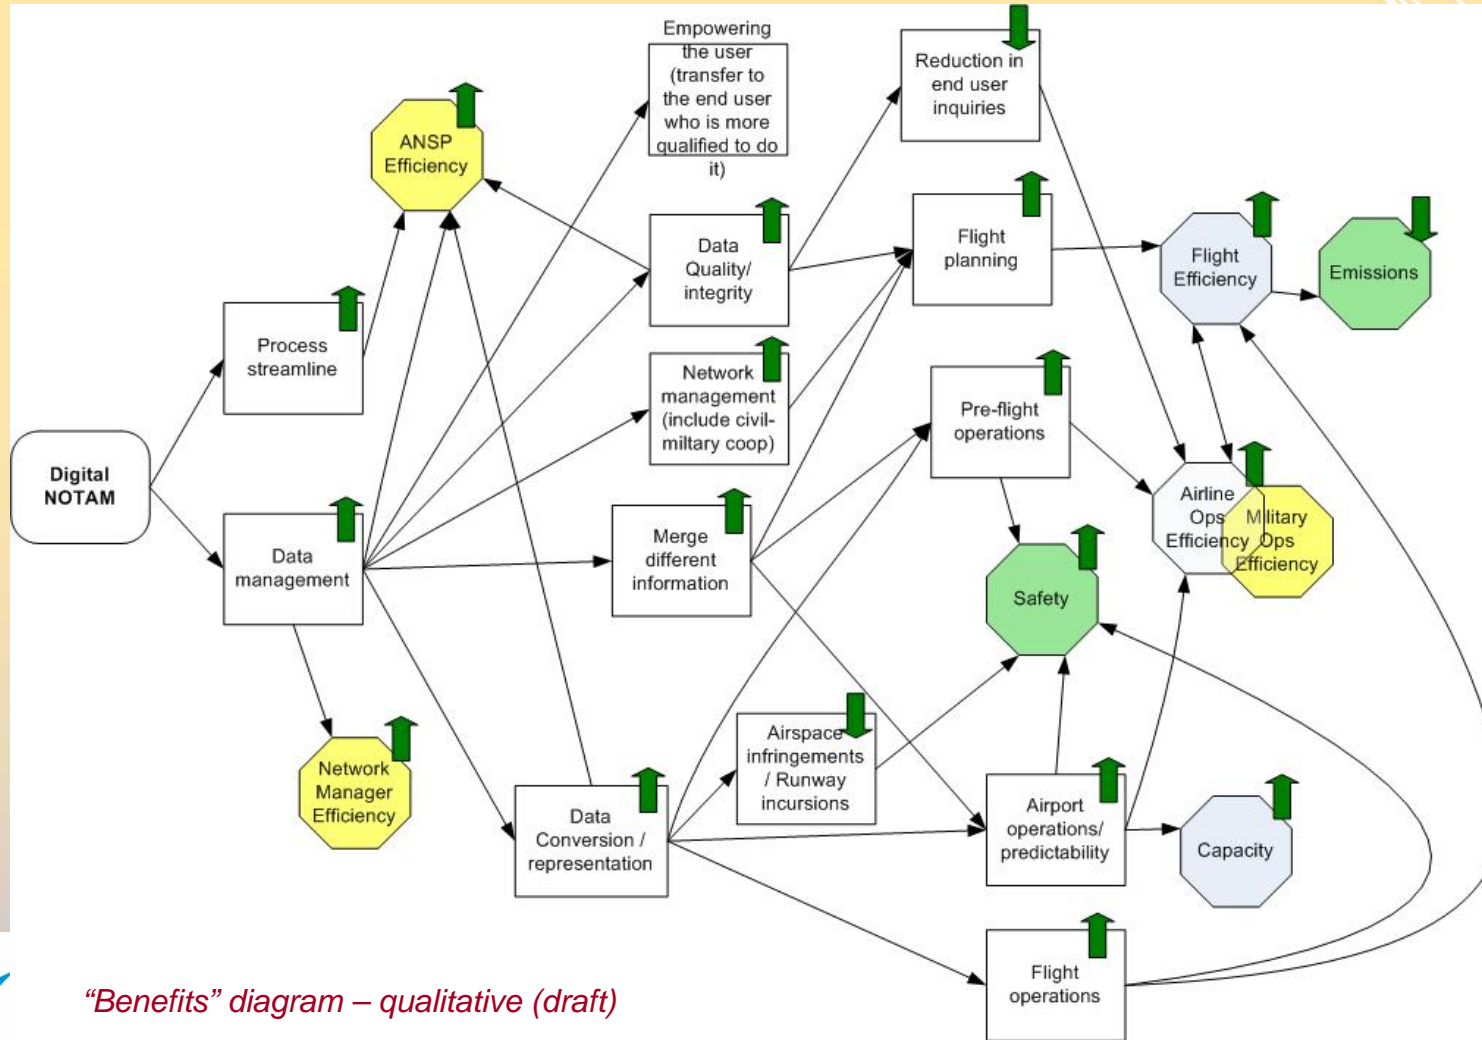 Empowering
the user
(transfer to
the end user
who is more
qualified to do
it)
Reduction in
end user
inquiries
ANSP
Efficiency
Data
Quality/
integrity
Flight
planning
Flight
Efficiency
Emissions
Process
streamline
Network
management
(include civil-
miltary coop)
Pre-flight
operations
Digital
NOTAM
Data
management
Merge
different
information
Airline
Ops
Efficiency
Military
Ops
Efficiency
Safety
Network
Manager
Efficiency
Airspace
infringements
/ Runway
incursions
Data
Conversion /
representation
Airport
operations/
predictability
Capacity
Flight
operations
“Benefits” diagram – qualitative (draft)